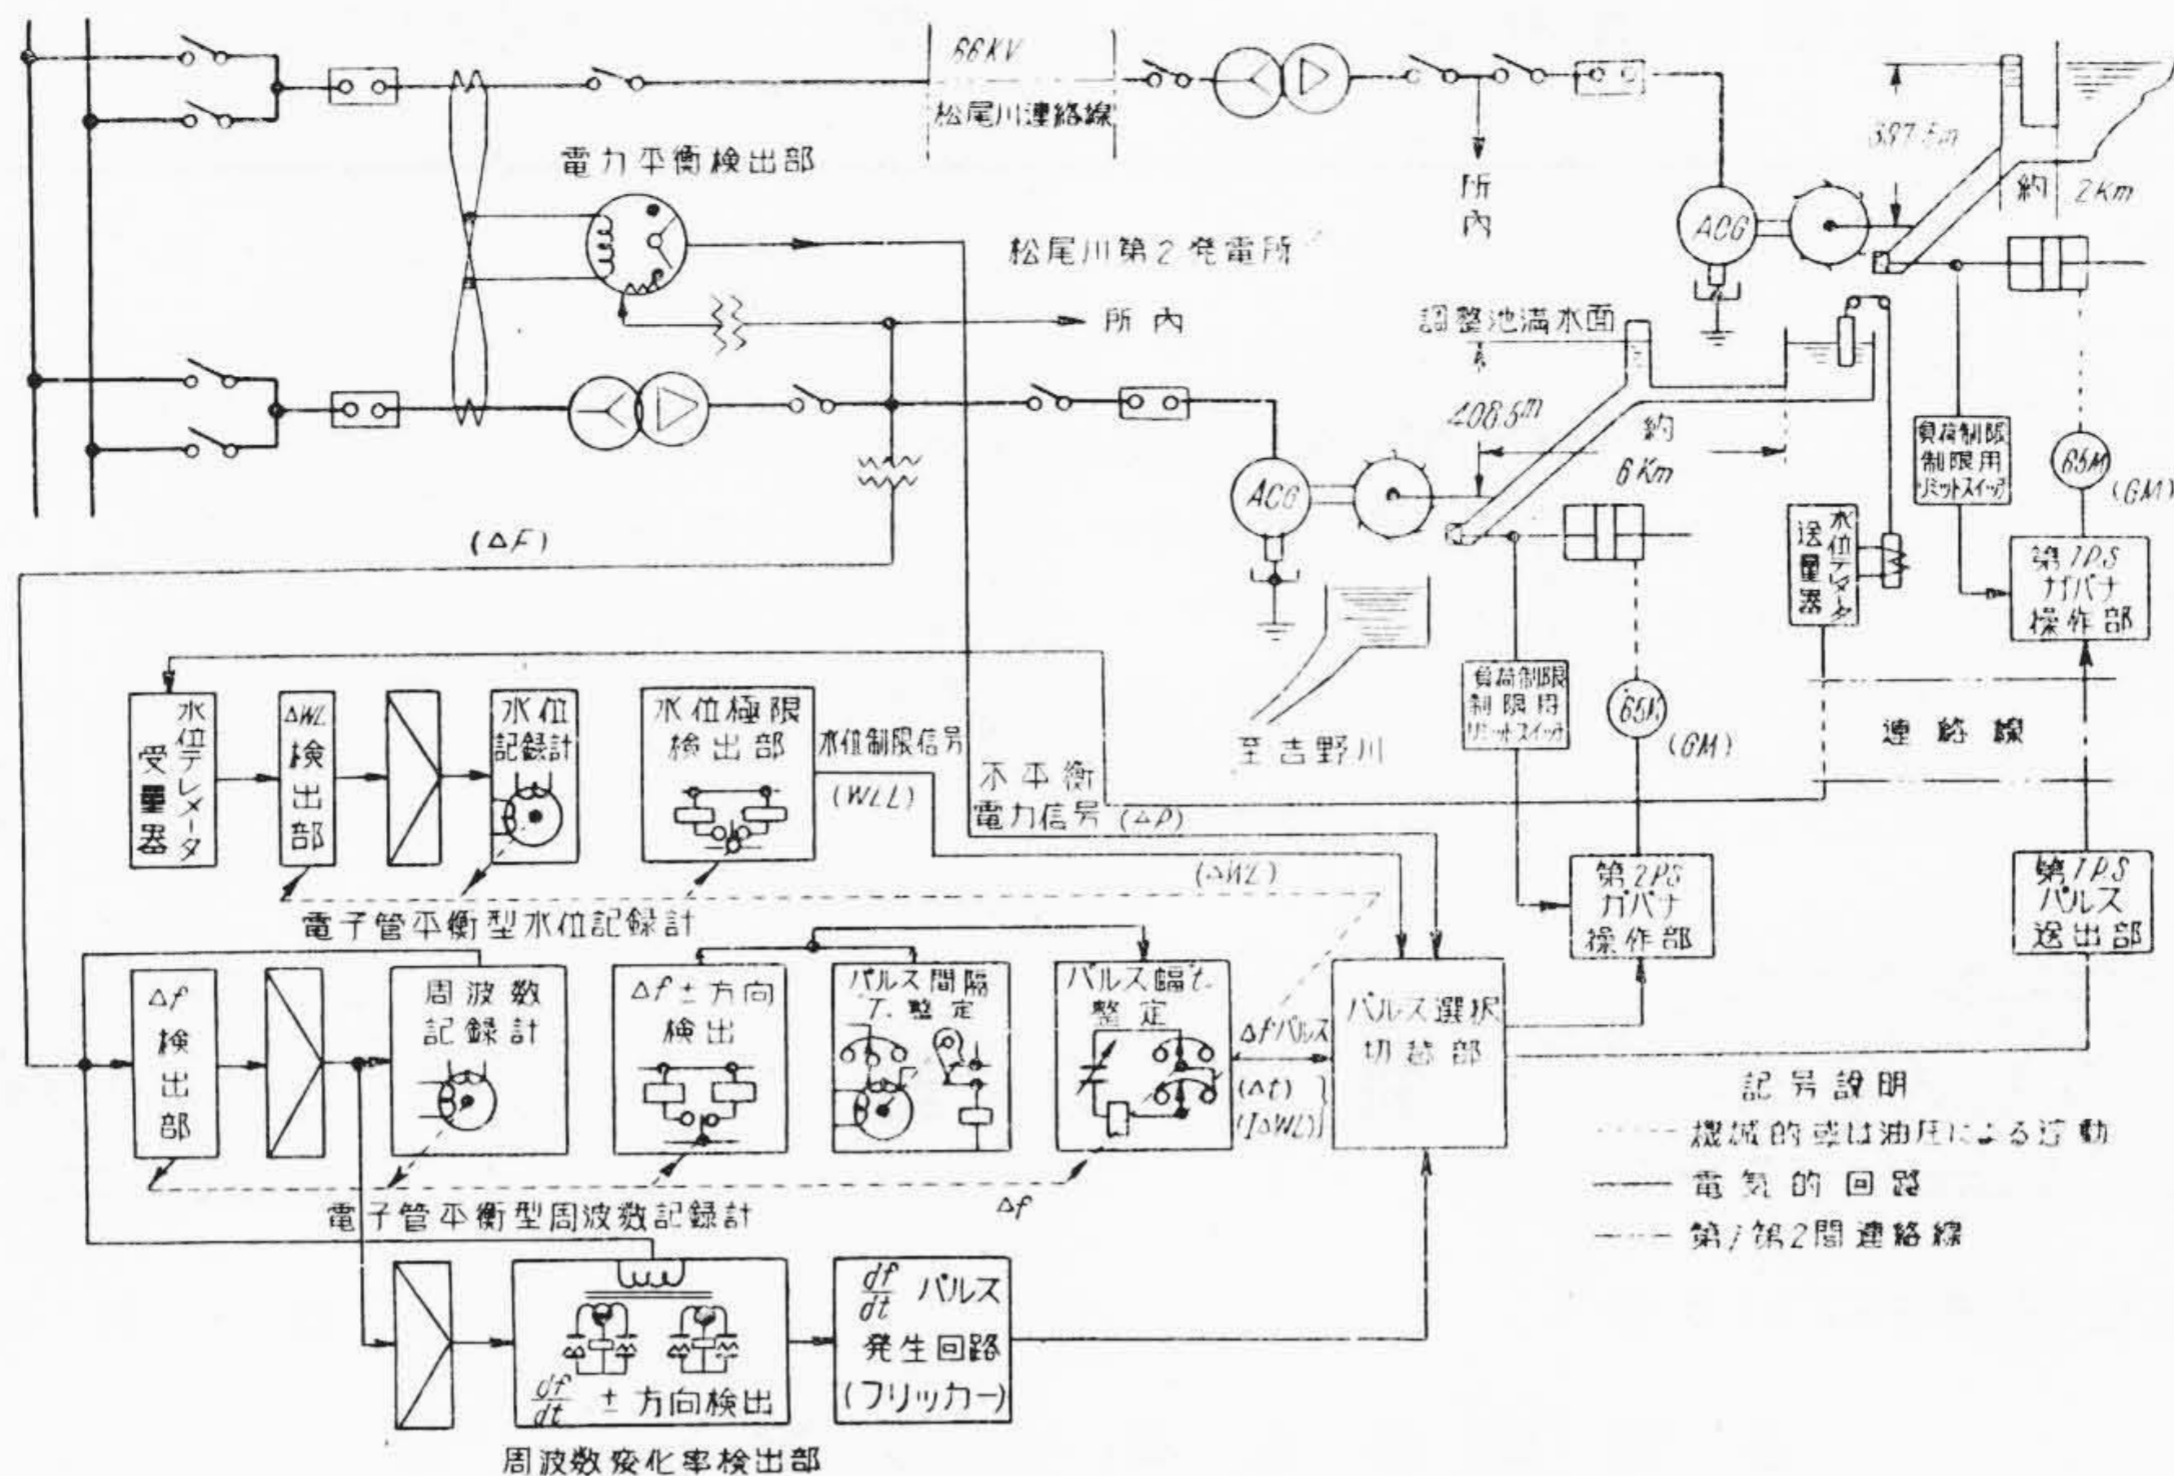 66KV
松尾川連絡線
電力平衡検出部
所内
ACG
約
2Km
松尾川第2発電所
所内
調整池満水面
408.5m
約
6Km
ACG
負荷制限
制限用
リミットスイッチ
65M
(GM)
水位テレメータ
送量器
第1P.S
ガバナ
操作部
(ΔF)
水位テレメータ
受量器
ΔWL
検出部
水位
記録計
水位極限
検出部
水位制限信号
(WLL)
不平衡
電力信号 (ΔP)
至吉野川
負荷制限
制限用
リミットスイッチ
65M
(GM)
連絡線
(ΔWL)
電子管平衡型水位記録計
第2PS
ガバナ
操作部
第1P.S
パルス
送出部
Δf
検出部
周波数
記録計
Δf±方向
検出
パルス間隔
T.整定
パルス幅t.
整定
Δfパルス
(Δt)
(IΔWL)
パルス選択
切替部
電子管平衡型周波数記録計
Δf
記号説明
機械的或は油圧による連動
電気的回路
第1第2間連絡線
df/dt ± 方向検出
df/dt パルス
発生回路
(フリッカー)
周波数変化率検出部